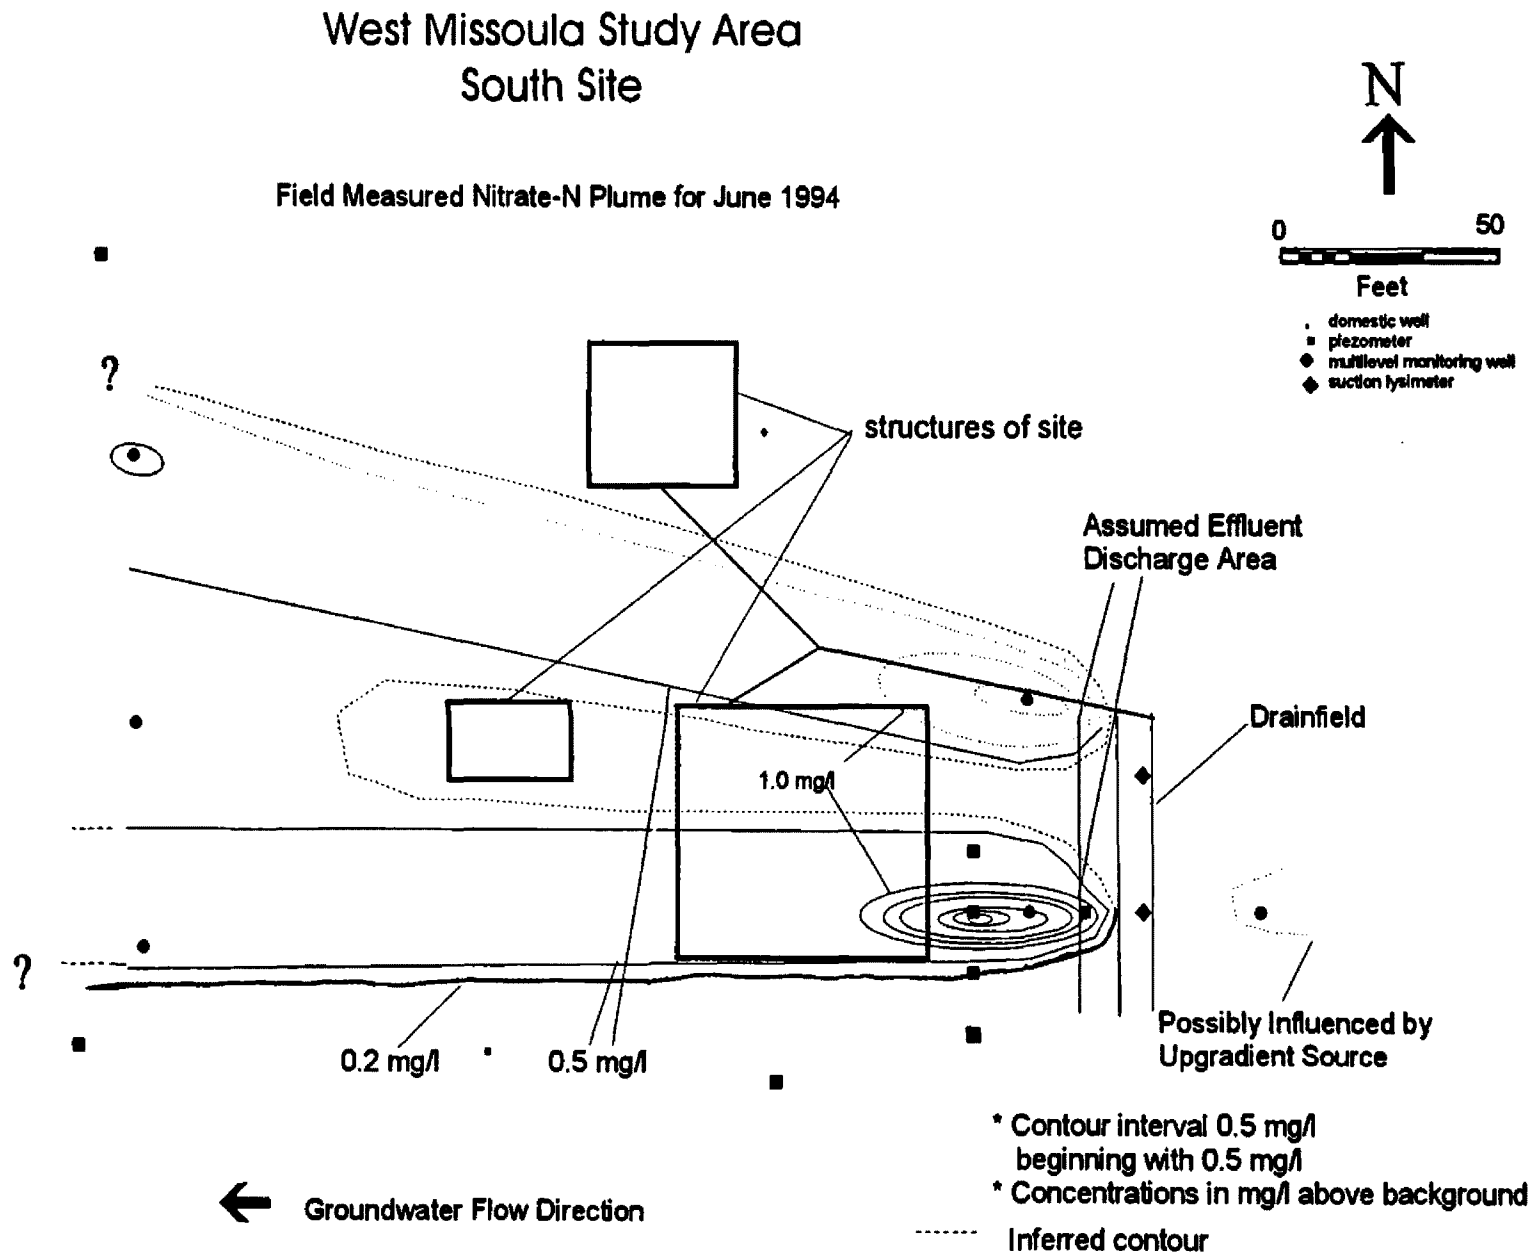 West Missoula Study Area
South Site
N
Field Measured Nitrate-N Plume for June 1994
0 50
Feet
domestic well
piezometer
multilevel monitoring well
suction lysimeter
?
structures of site
Assumed Effluent
Discharge Area
Drainfield
1.0 mg/l
?
0.2 mg/l
0.5 mg/l
Possibly Influenced by
Upgradient Source
* Contour interval 0.5 mg/l
beginning with 0.5 mg/l
* Concentrations in mg/l above background
Groundwater Flow Direction
Inferred contour